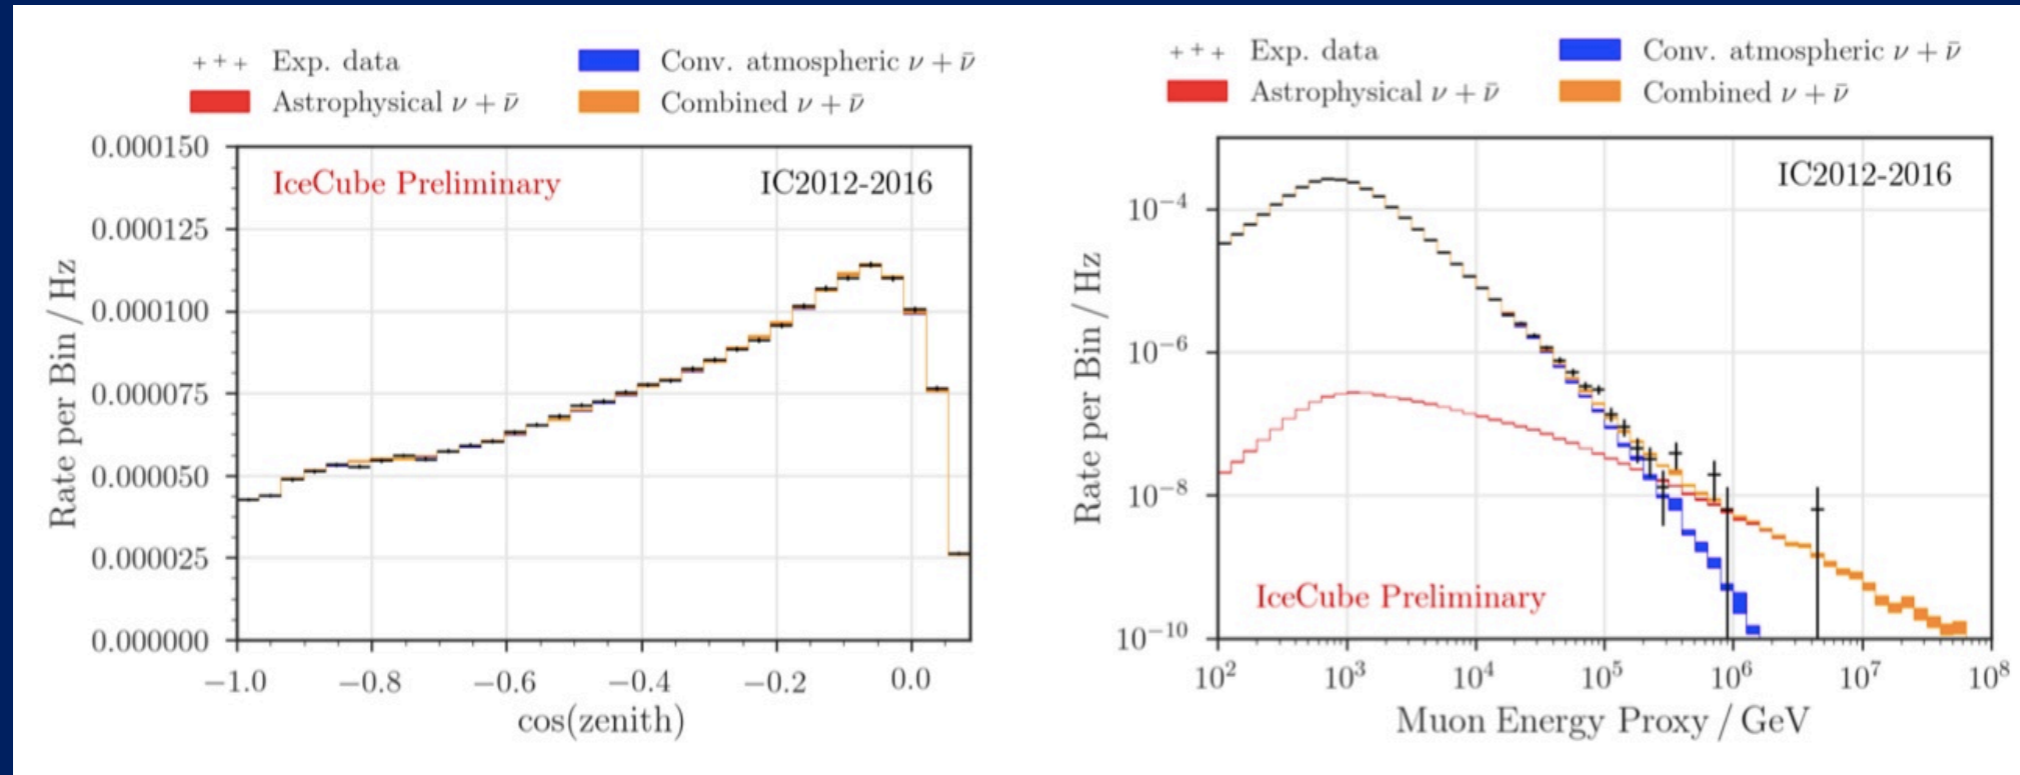 +++ Exp. data
Conv. atmospheric ν + ν̄
Astrophysical ν + ν̄
Combined ν + ν̄
IceCube Preliminary
IC2012-2016
0.000150
0.000125
0.000100
0.000075
0.000050
0.000025
0.000000
Rate per Bin / Hz
−1.0 −0.8 −0.6 −0.4 −0.2 0.0
cos(zenith)
+++ Exp. data
Conv. atmospheric ν + ν̄
Astrophysical ν + ν̄
Combined ν + ν̄
IC2012-2016
10⁻⁴
10⁻⁶
10⁻⁸
10⁻¹⁰
Rate per Bin / Hz
IceCube Preliminary
10² 10³ 10⁴ 10⁵ 10⁶ 10⁷ 10⁸
Muon Energy Proxy / GeV